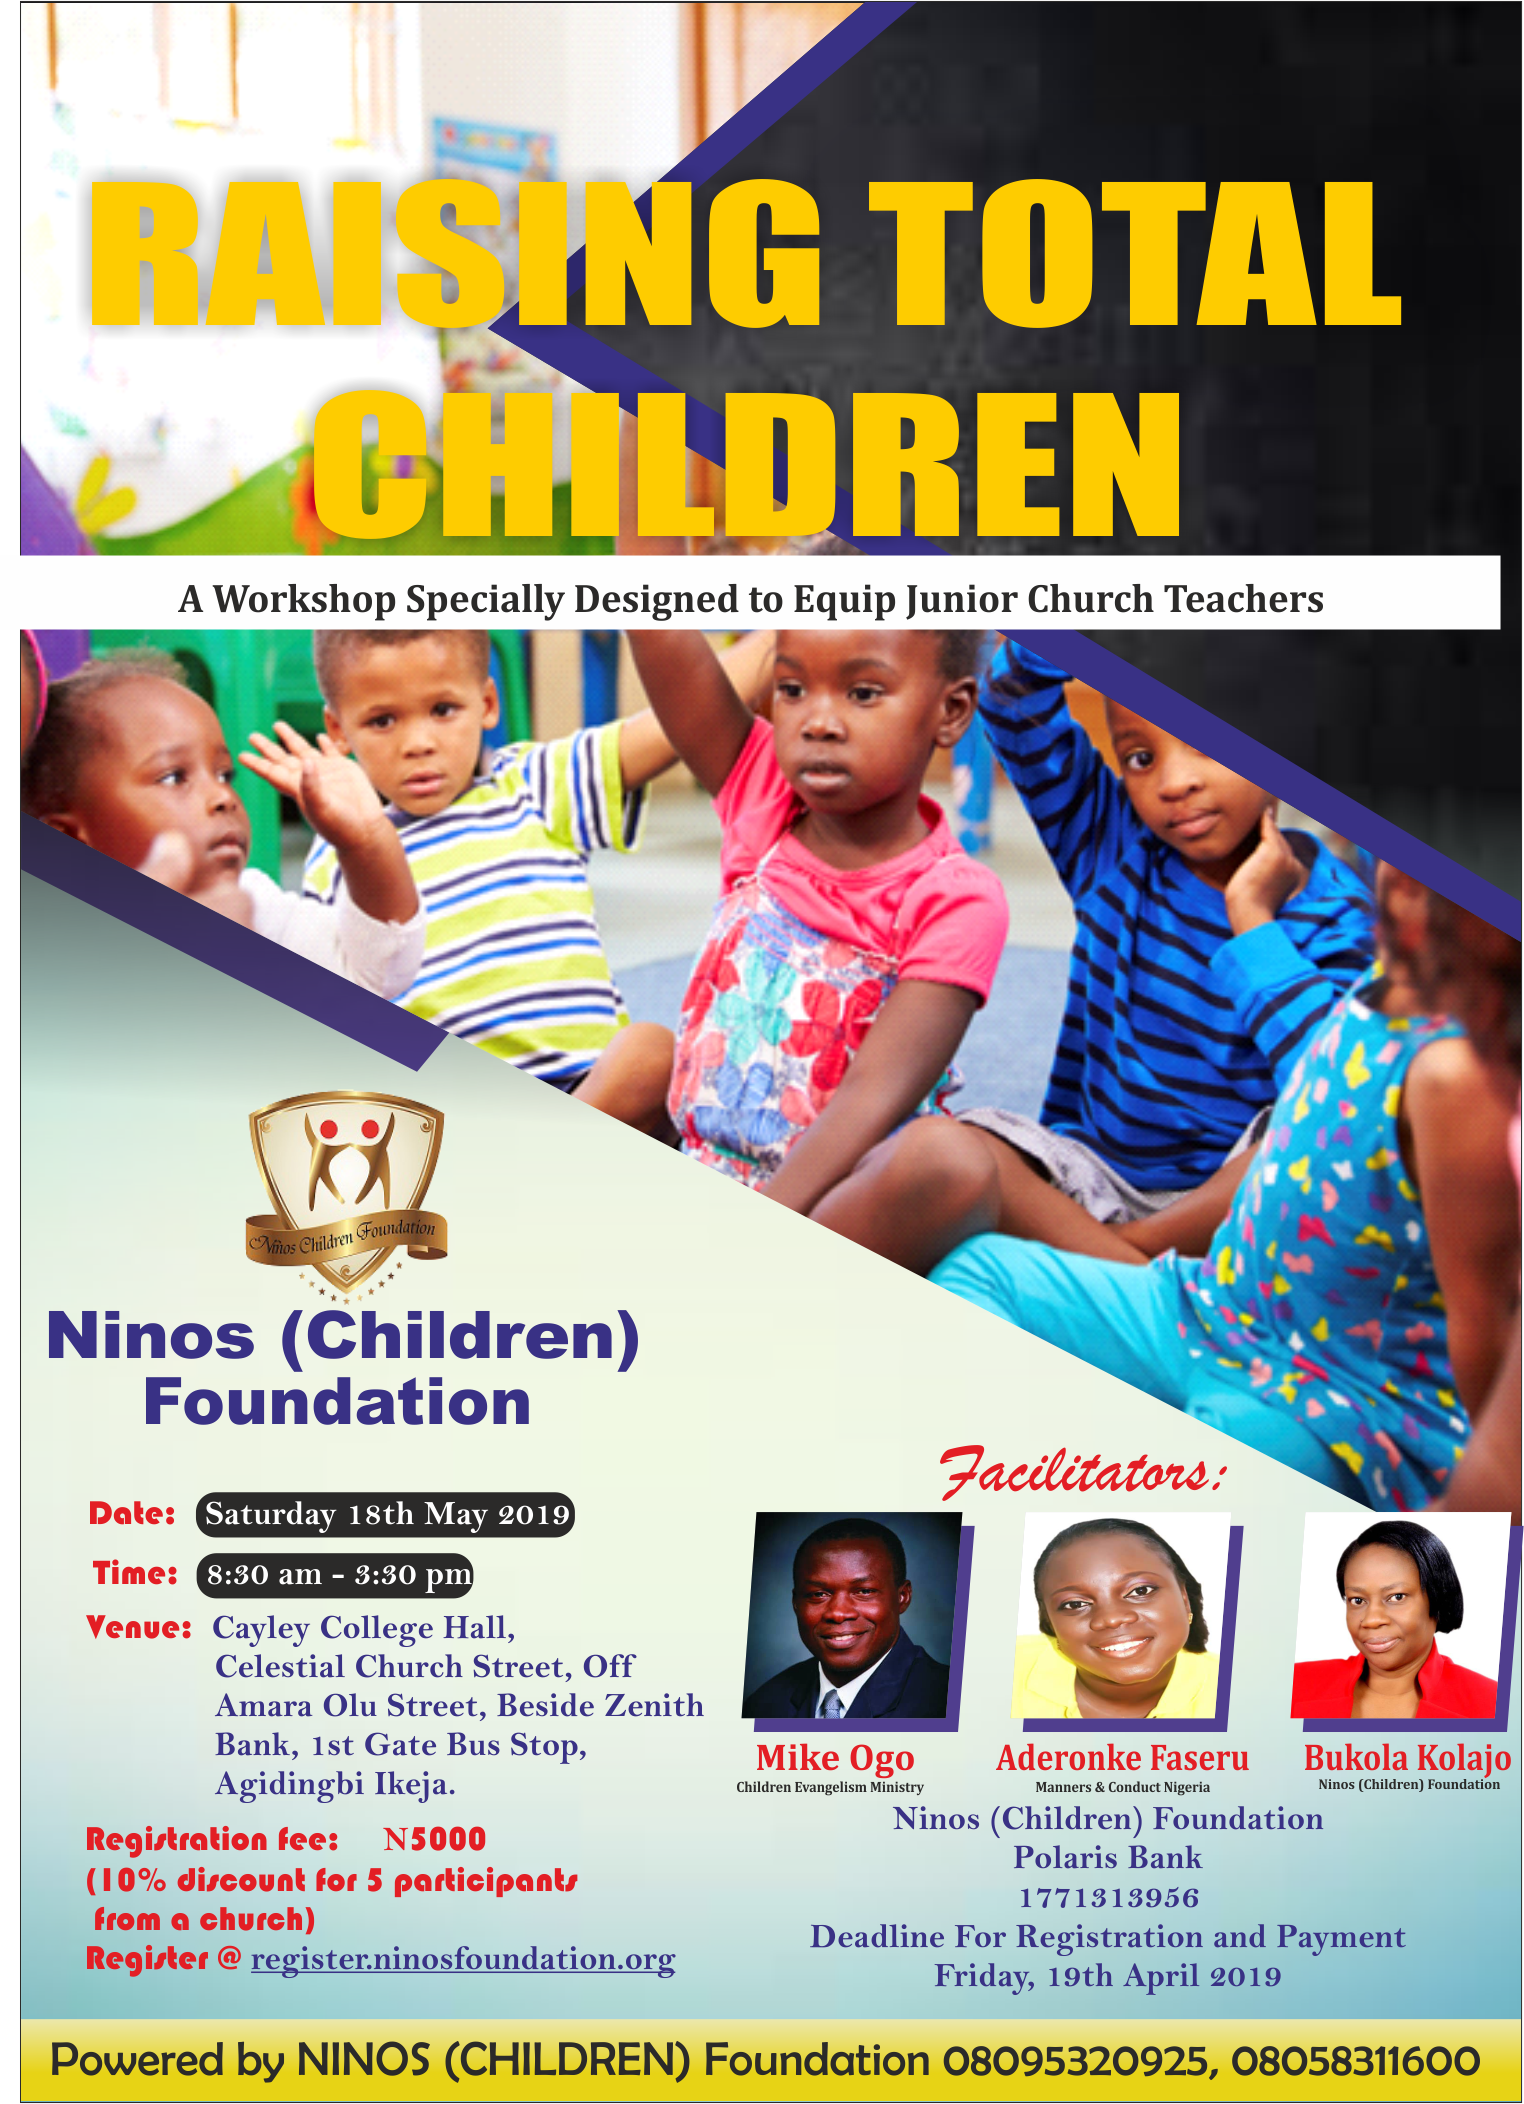 RAISING TOTAL
CHILDREN
A Workshop Specially Designed to Equip Junior Church Teachers
Ninos Children Foundation
Ninos (Children)
Foundation
Date: Saturday 18th May 2019
Time: 8:30 am - 3:30 pm
Venue: Cayley College Hall,
Celestial Church Street, Off
Amara Olu Street, Beside Zenith
Bank, 1st Gate Bus Stop,
Agidingbi Ikeja.
Registration fee: N5000
(10% discount for 5 participants
from a church)
Register @ register.ninosfoundation.org
Facilitators:
Mike Ogo
Children Evangelism Ministry
Aderonke Faseru
Manners & Conduct Nigeria
Bukola Kolajo
Ninos (Children) Foundation
Ninos (Children) Foundation
Polaris Bank
1771313956
Deadline For Registration and Payment
Friday, 19th April 2019
Powered by NINOS (CHILDREN) Foundation 08095320925, 08058311600